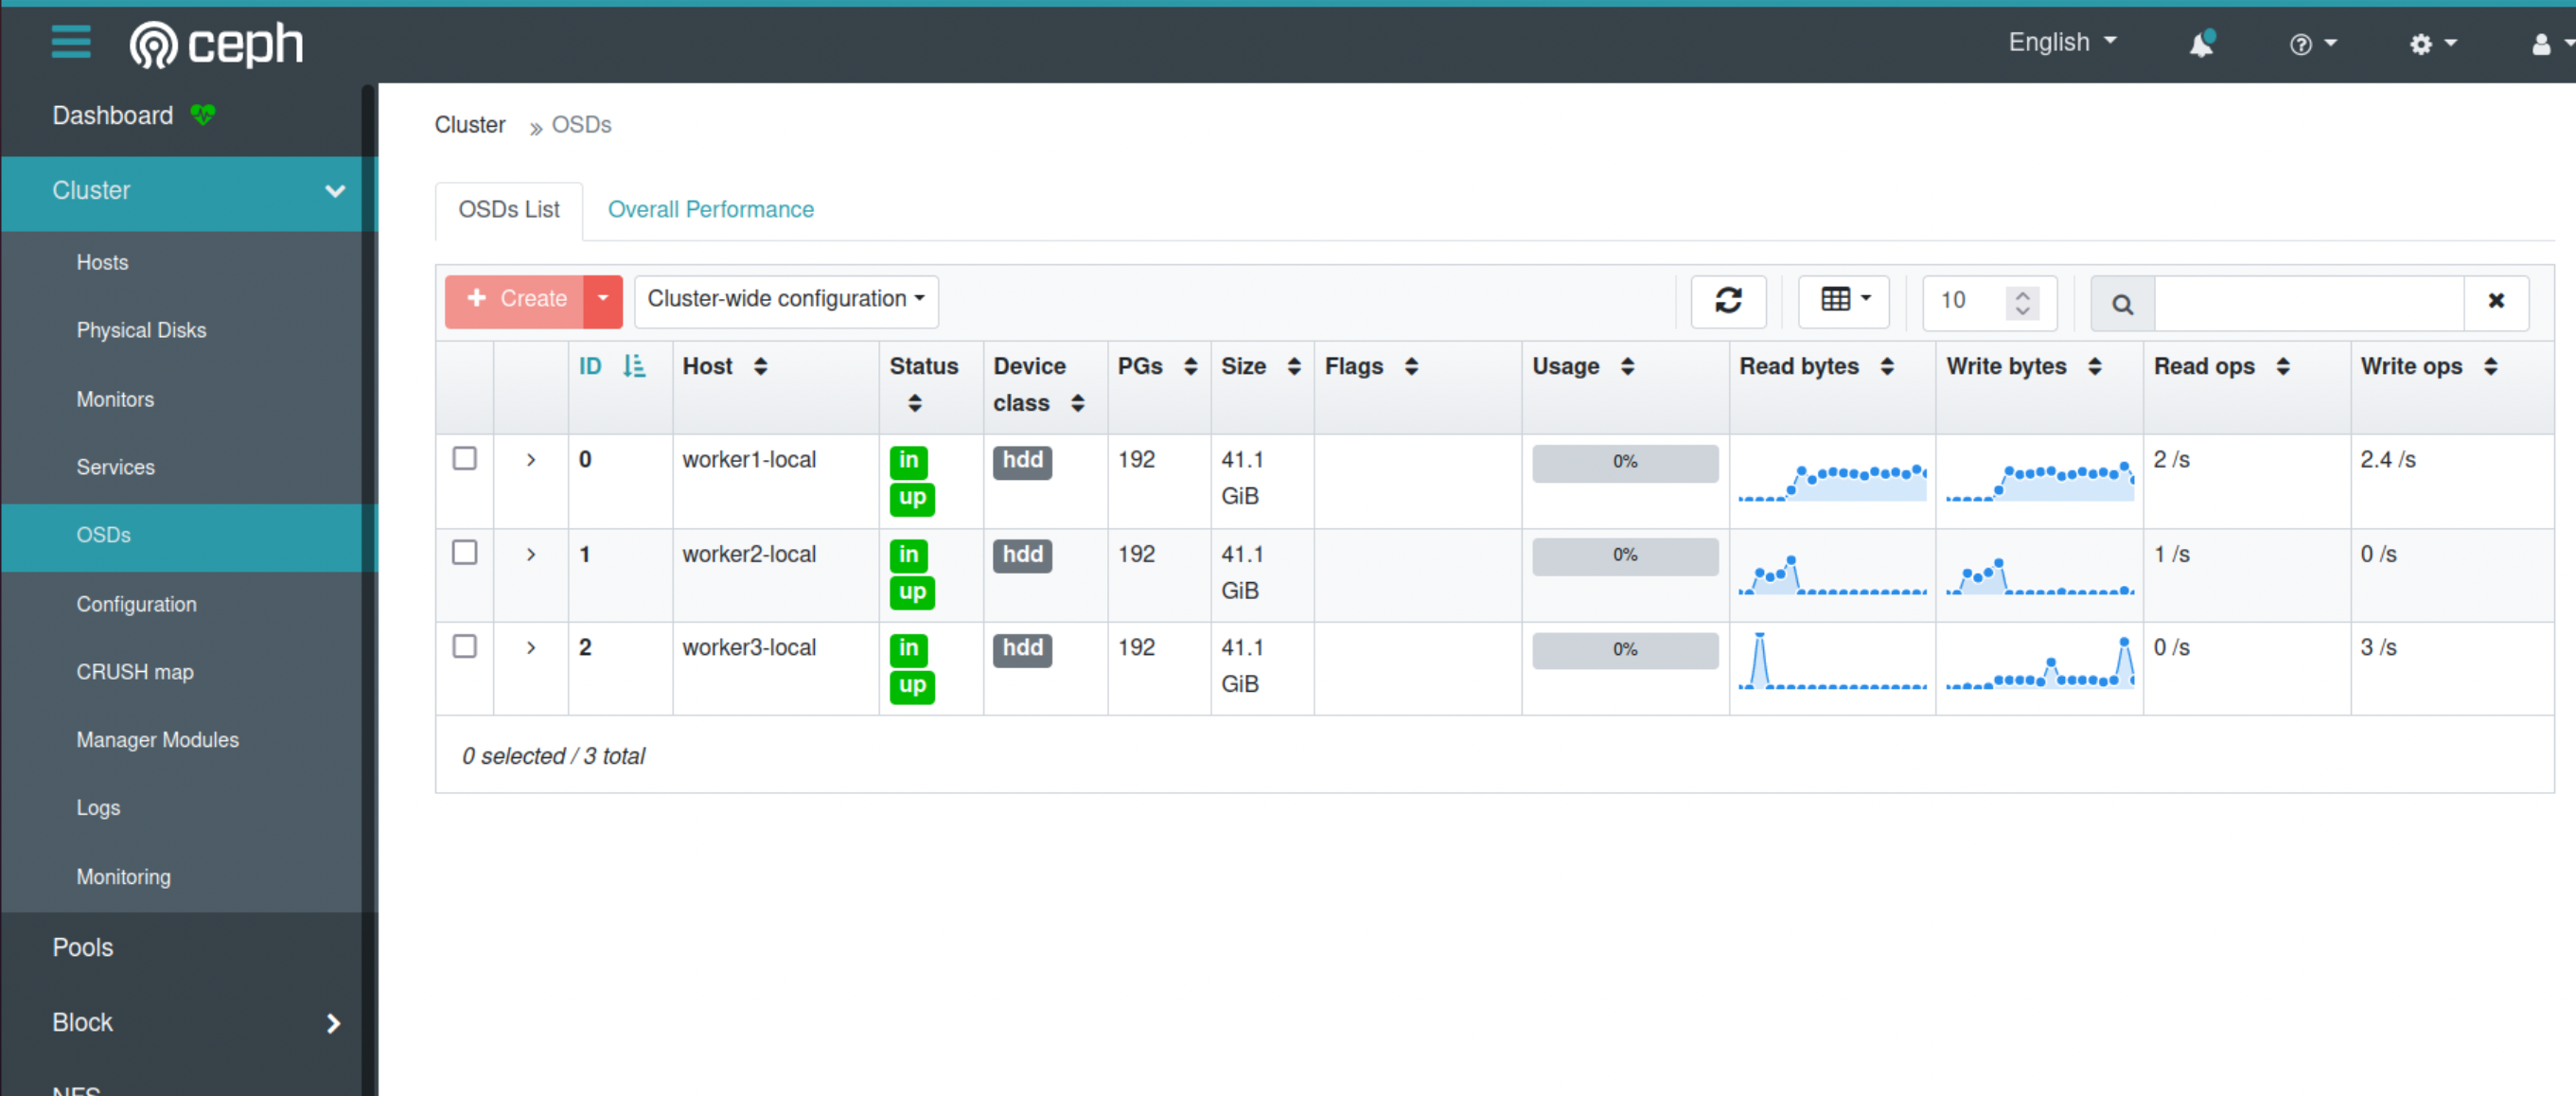 ceph
English
Dashboard
Cluster
Hosts
Physical Disks
Monitors
Services
OSDs
Configuration
CRUSH map
Manager Modules
Logs
Monitoring
Pools
Block
NFS
Cluster » OSDs
OSDs List Overall Performance
+ Create Cluster-wide configuration 10
ID Host Status Device class PGs Size Flags Usage Read bytes Write bytes Read ops Write ops
0 worker1-local in up hdd 192 41.1 GiB 0% 2 /s 2.4 /s
1 worker2-local in up hdd 192 41.1 GiB 0% 1 /s 0 /s
2 worker3-local in up hdd 192 41.1 GiB 0% 0 /s 3 /s
0 selected / 3 total